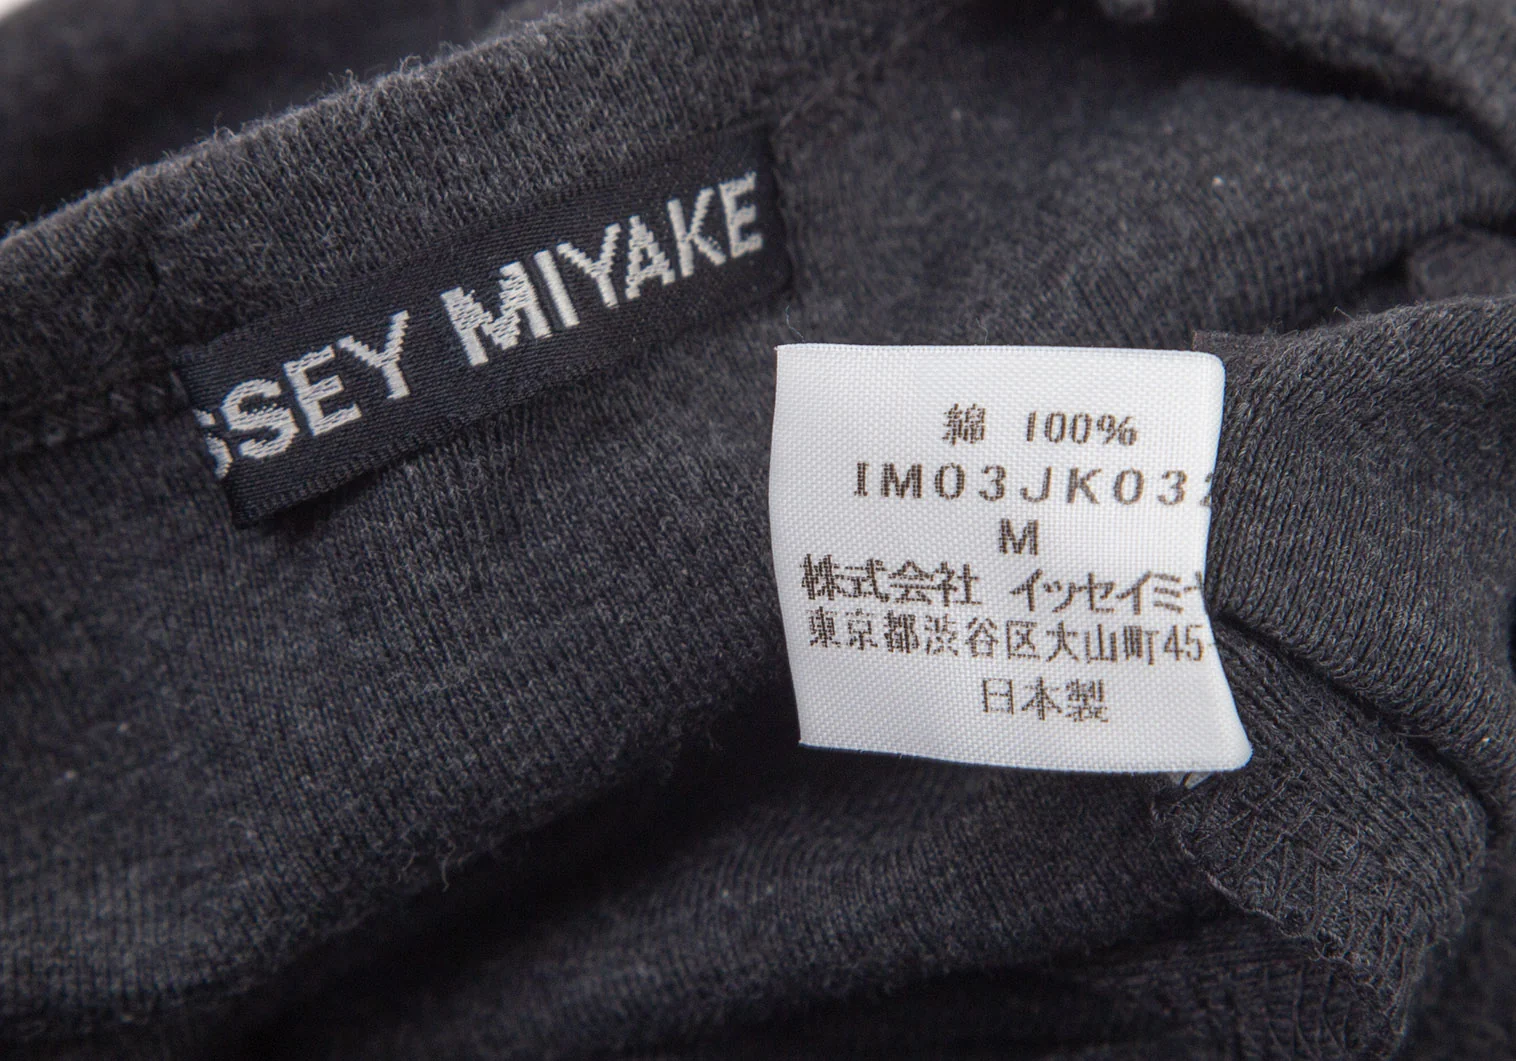 SSEY MIYAKE
綿 100%
IM03JK03
M
株式会社 イッセイミ
東京都渋谷区大山町45
日本製